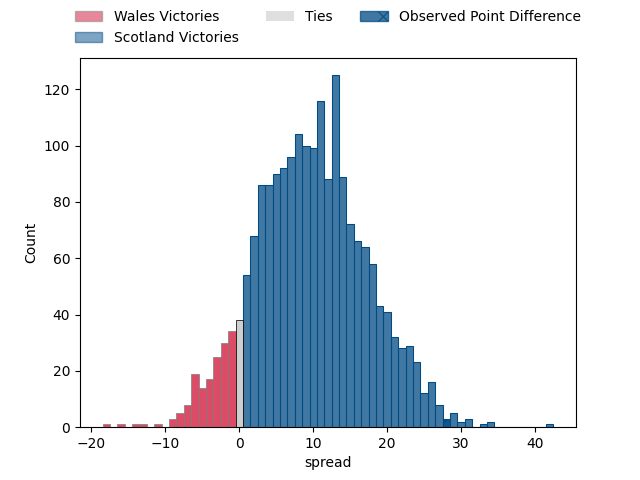 Wales Victories
Scotland Victories
Ties
Observed Point Difference
Count
120
100
80
60
40
20
0
−20
−10
0
10
20
30
40
spread